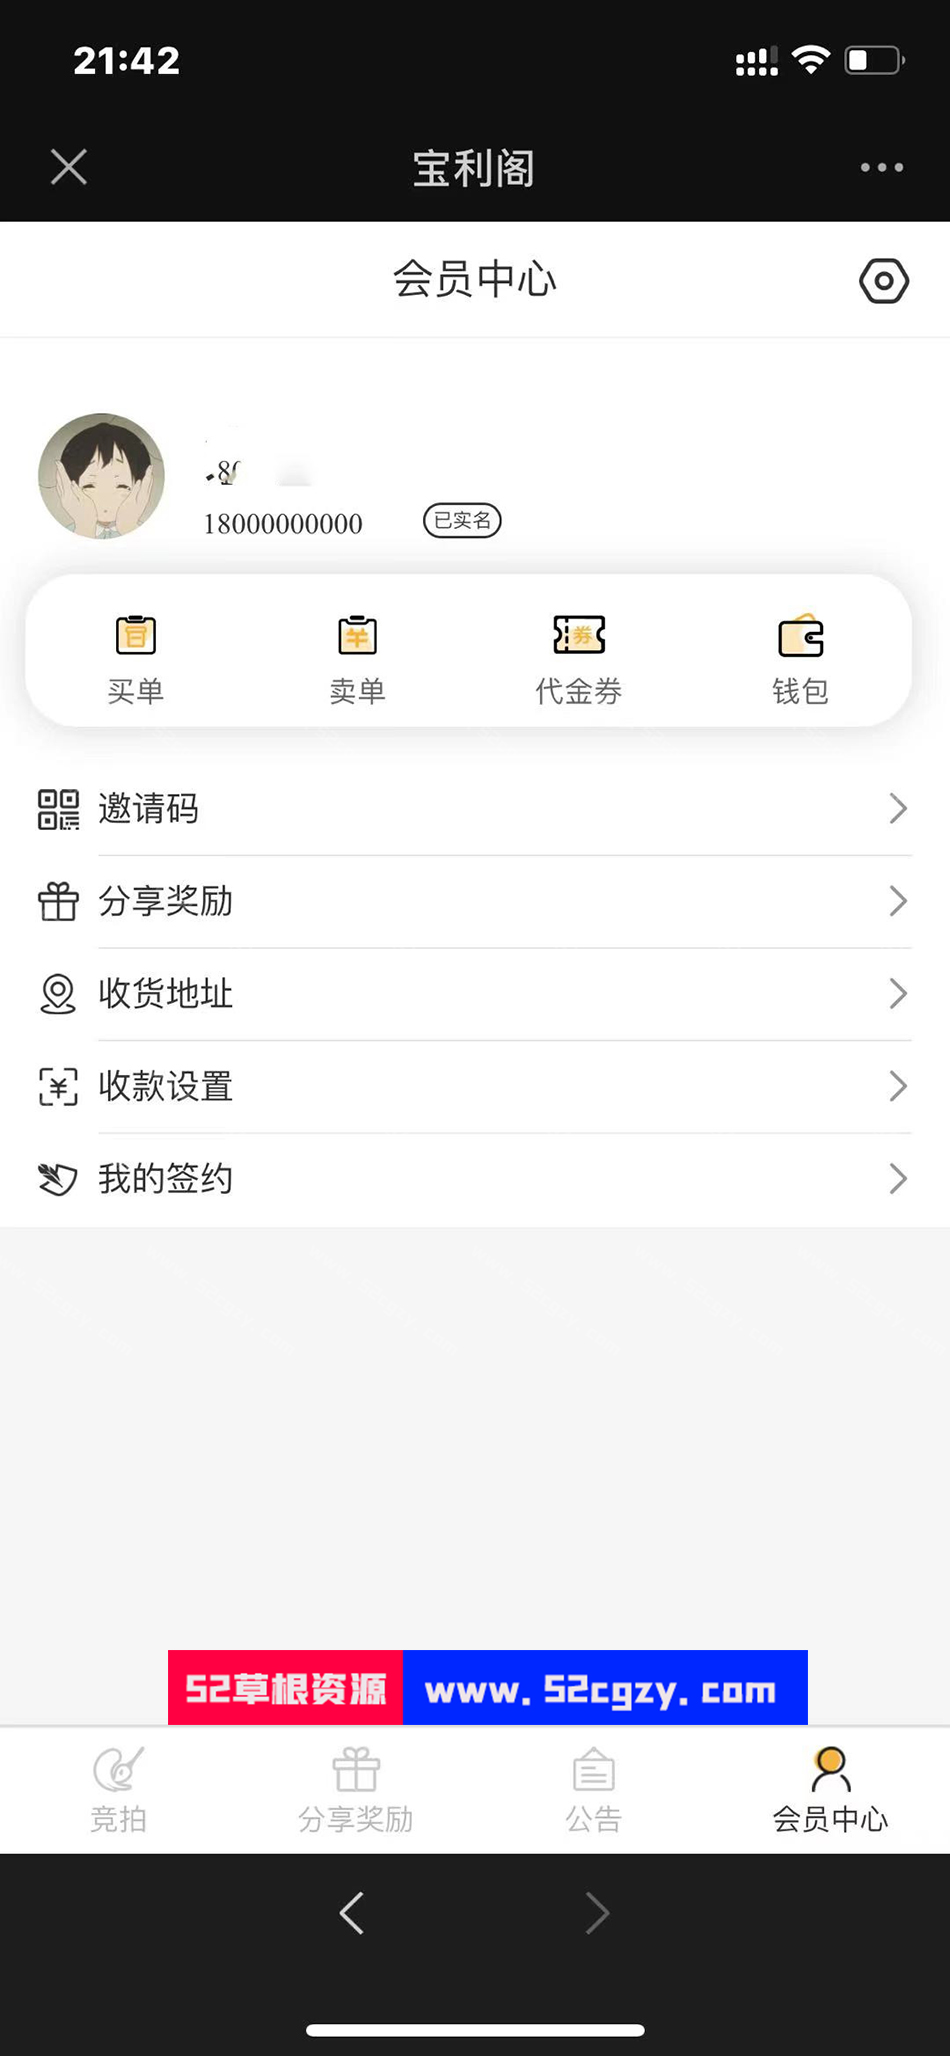 21:42
宝利阁
会员中心
18000000000
已实名
买单
卖单
代金券
钱包
邀请码
分享奖励
收货地址
收款设置
我的签约
52草根资源 www.52cgzy.com
竞拍
分享奖励
公告
会员中心